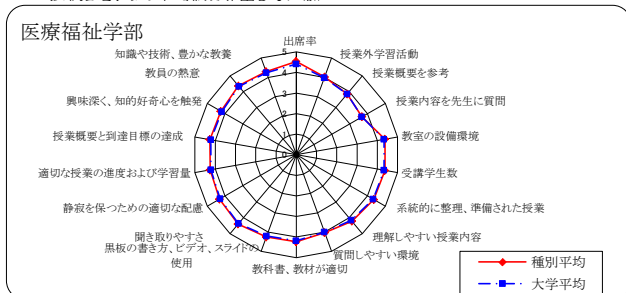 医療福祉学部
出席率
授業外学習活動
授業概要を参考
授業内容を先生に質問
教室の設備環境
受講学生数
系統的に整理、準備された授業
理解しやすい授業内容
質問しやすい環境
教科書、教材が適切
黒板の書き方、ビデオ、スライドの
使用
聞き取りやすさ
静寂を保つための適切な配慮
適切な授業の進度および学習量
授業概要と到達目標の達成
興味深く、知的好奇心を触発
教員の熱意
知識や技術、豊かな教養
5
4
3
2
1
0
種別平均
大学平均